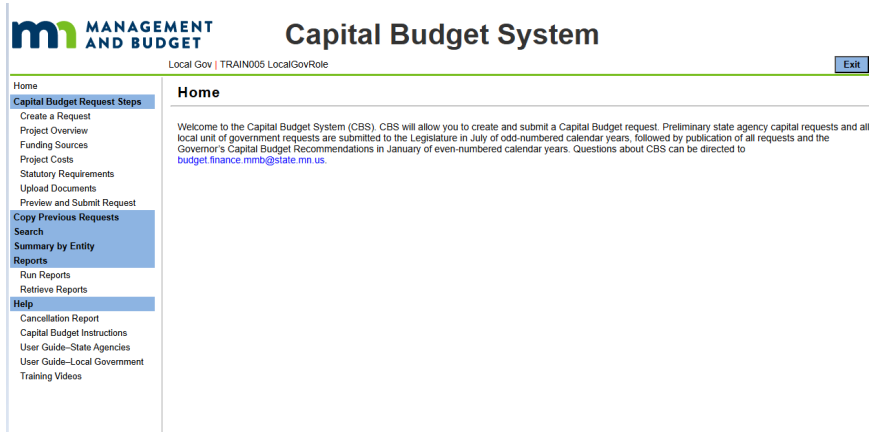 MANAGEMENT
AND BUDGET
Capital Budget System
Local Gov | TRAIN005 LocalGovRole
Exit
Home
Capital Budget Request Steps
Create a Request
Project Overview
Funding Sources
Project Costs
Statutory Requirements
Upload Documents
Preview and Submit Request
Copy Previous Requests
Search
Summary by Entity
Reports
Run Reports
Retrieve Reports
Help
Cancellation Report
Capital Budget Instructions
User Guide–State Agencies
User Guide–Local Government
Training Videos
Home
Welcome to the Capital Budget System (CBS). CBS will allow you to create and submit a Capital Budget request. Preliminary state agency capital requests and all
local unit of government requests are submitted to the Legislature in July of odd-numbered calendar years, followed by publication of all requests and the
Governor's Capital Budget Recommendations in January of even-numbered calendar years. Questions about CBS can be directed to
budget.finance.mmb@state.mn.us.